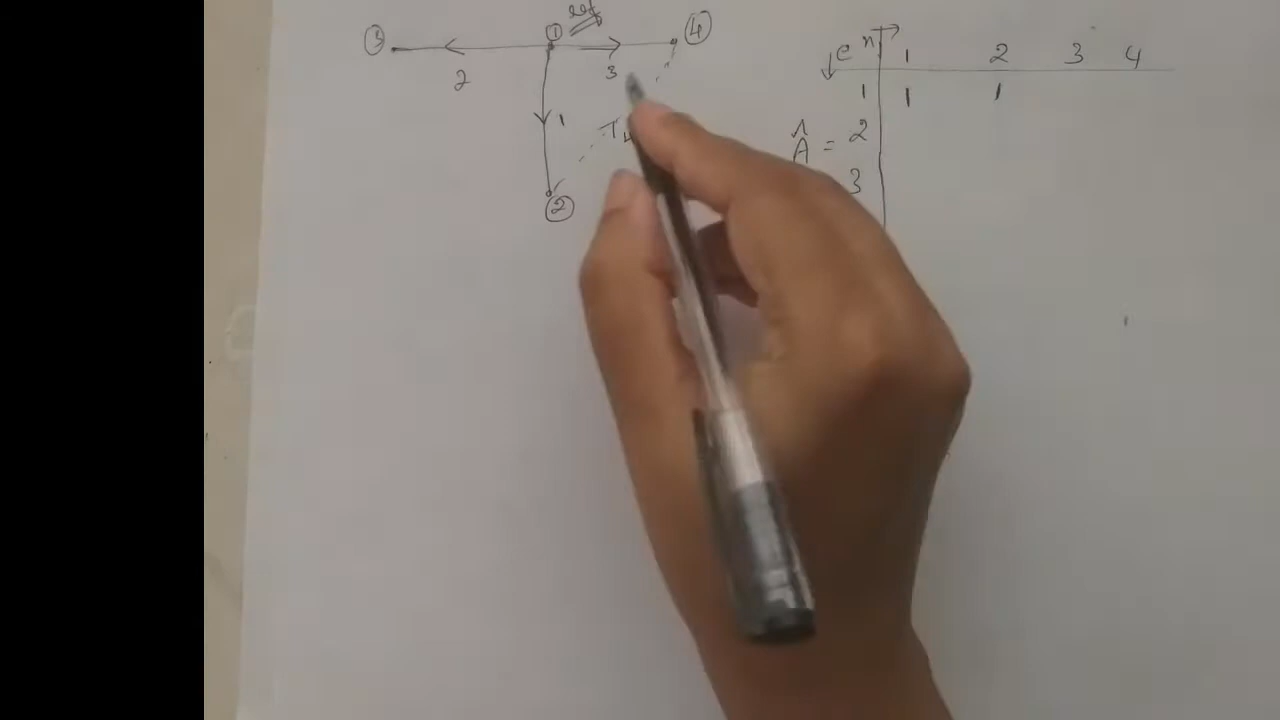 ③ ① ref ④
2 3
1
②
e n 1 2 3 4
1 1 1
Â = 2
3